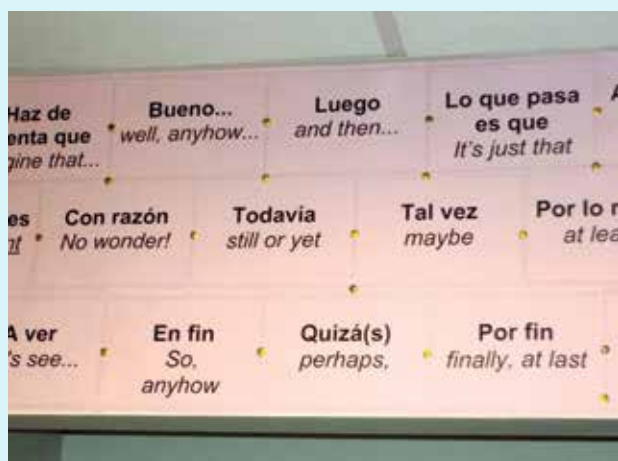 Haz de
enta que
gine that...
Bueno...
well, anyhow...
Luego
and then...
Lo que pasa
es que
It's just that
es
nt
Con razón
No wonder!
Todavía
still or yet
Tal vez
maybe
Por lo
at lea
A ver
's see...
En fin
So,
anyhow
Quizá(s)
perhaps,
Por fin
finally, at last